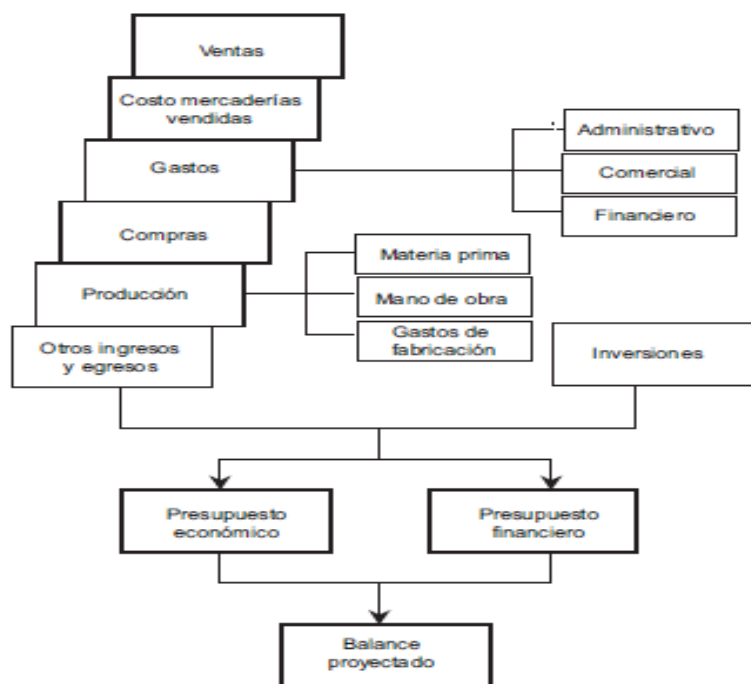 Ventas
Costo mercaderías
vendidas
Gastos
Administrativo
Comercial
Financiero
Compras
Producción
Materia prima
Mano de obra
Gastos de
fabricación
Otros ingresos
y egresos
Inversiones
Presupuesto
económico
Presupuesto
financiero
Balance
proyectado